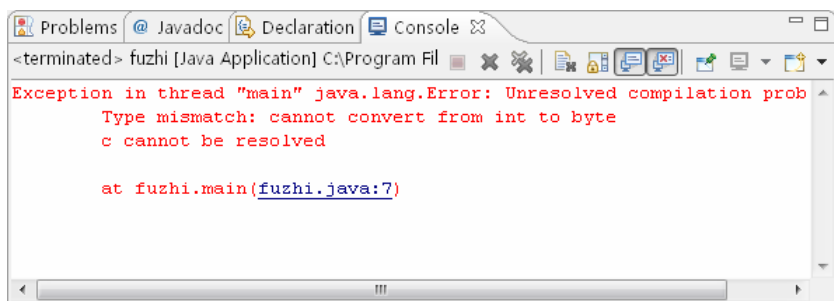 Problems @ Javadoc Declaration Console
<terminated> fuzhi [Java Application] C:\Program Fil
Exception in thread "main" java.lang.Error: Unresolved compilation prob
Type mismatch: cannot convert from int to byte
c cannot be resolved
at fuzhi.main(fuzhi.java:7)